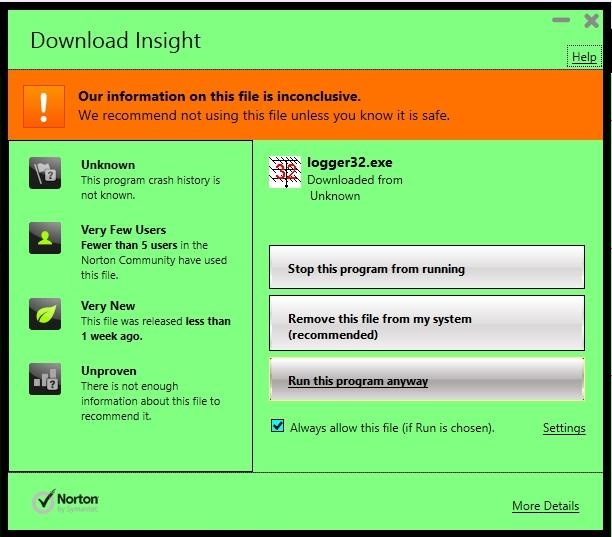 Download Insight
Help
!
Our information on this file is inconclusive.
We recommend not using this file unless you know it is safe.
Unknown
This program crash history is
not known.
Very Few Users
Fewer than 5 users in the
Norton Community have used
this file.
Very New
This file was released less than
1 week ago.
Unproven
There is not enough
information about this file to
recommend it.
32
logger32.exe
Downloaded from
Unknown
Stop this program from running
Remove this file from my system
(recommended)
Run this program anyway
Always allow this file (if Run is chosen).
Settings
Norton
by Symantec
More Details